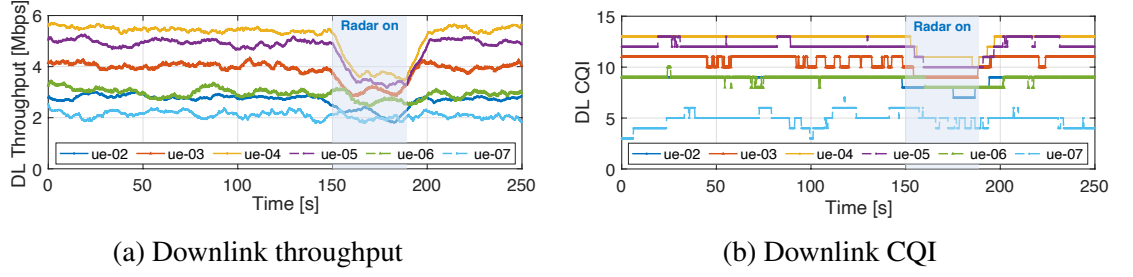 DL Throughput [Mbps]
6
4
2
0
Radar on
ue-02 ue-03 ue-04 ue-05 ue-06 ue-07
0 50 100 150 200 250
Time [s]
(a) Downlink throughput
DL CQI
15
10
5
0
Radar on
ue-02 ue-03 ue-04 ue-05 ue-06 ue-07
0 50 100 150 200 250
Time [s]
(b) Downlink CQI